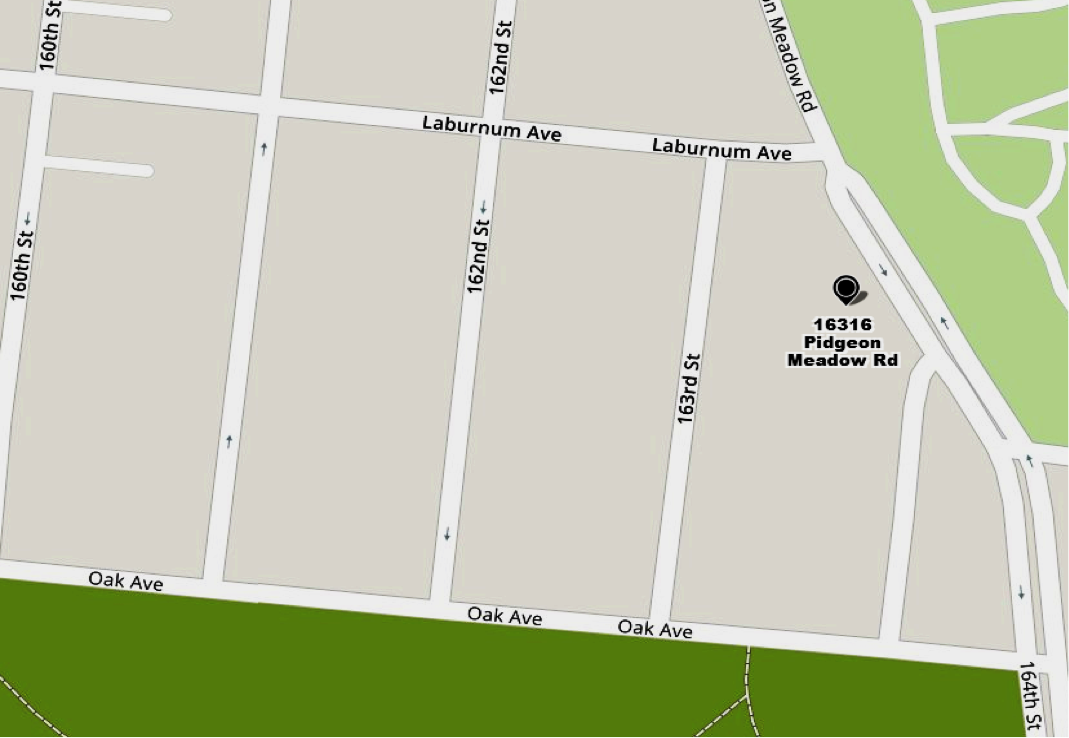 160th St
162nd St
on Meadow Rd
Laburnum Ave
Laburnum Ave
160th St
162nd St
16316
Pidgeon
Meadow Rd
163rd St
Oak Ave
Oak Ave
Oak Ave
164th St